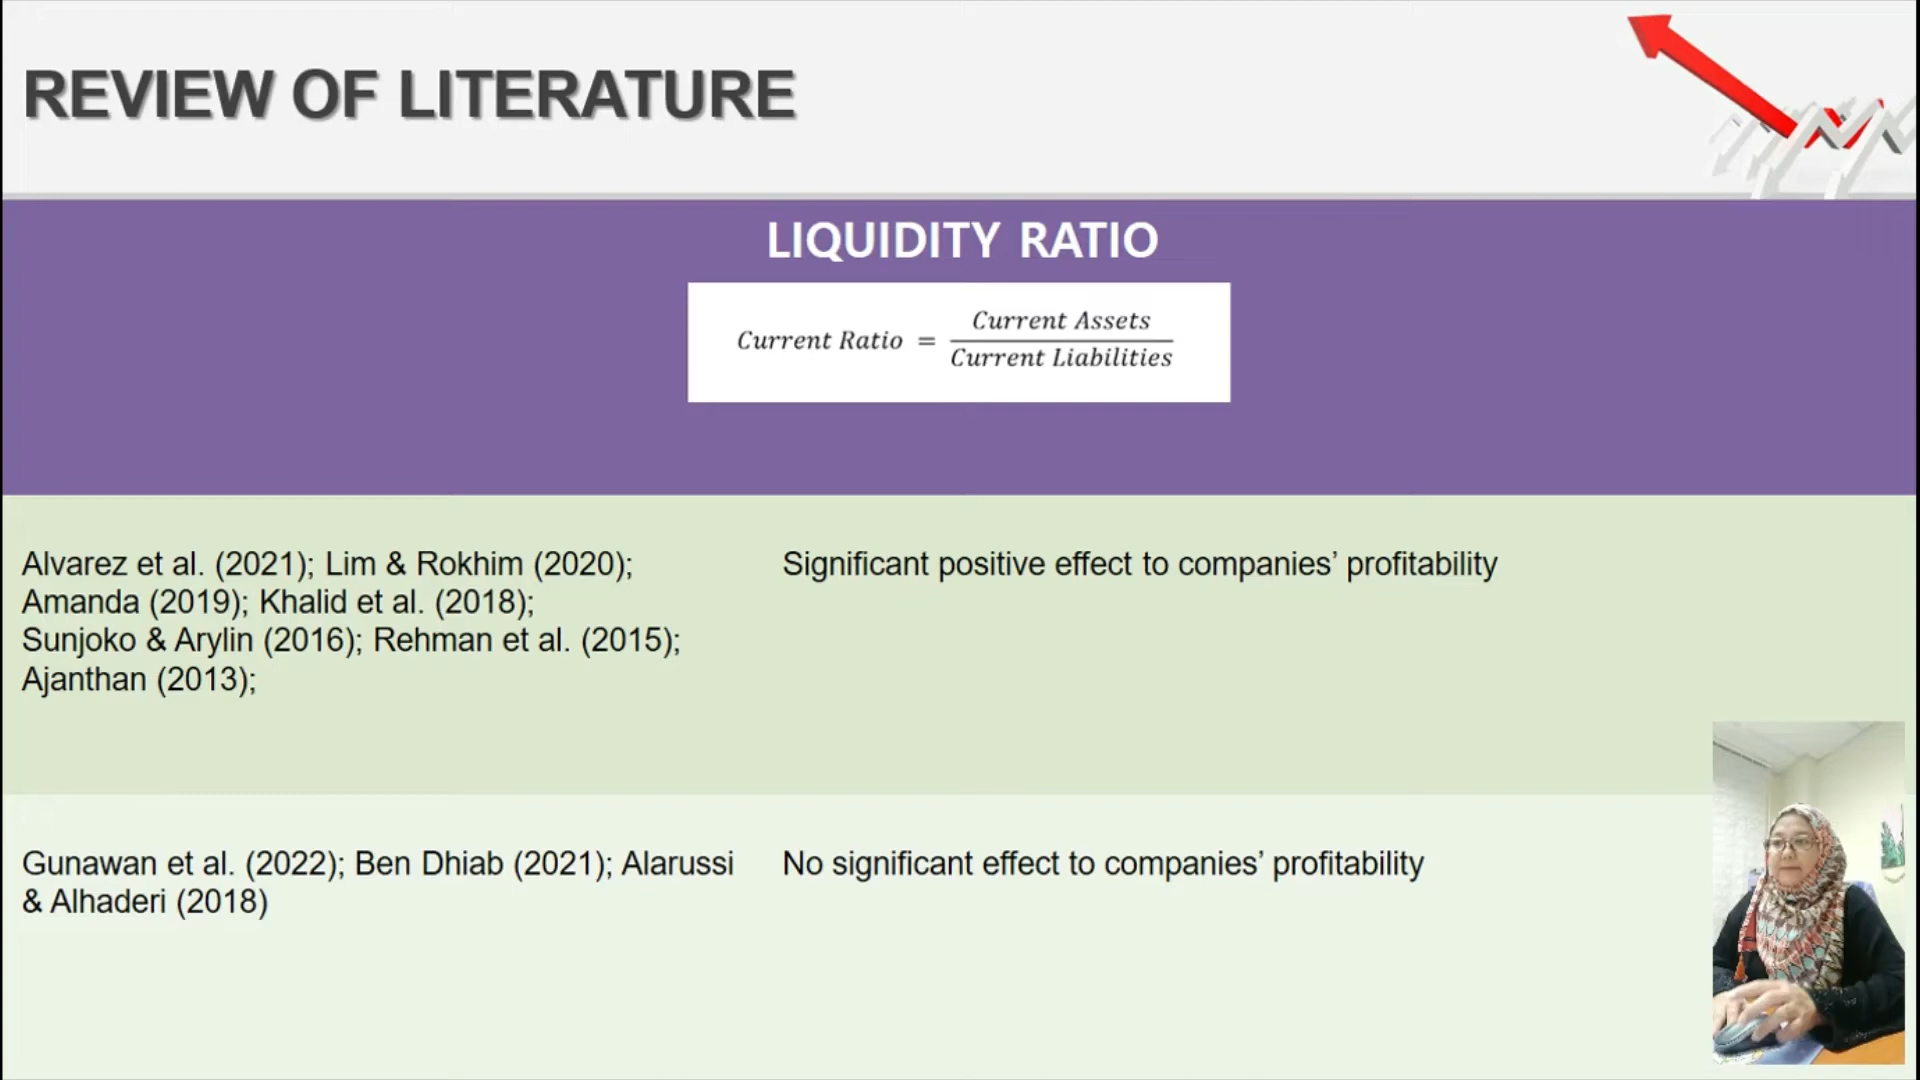 REVIEW OF LITERATURE
LIQUIDITY RATIO
Current Ratio = Current Assets / Current Liabilities
Alvarez et al. (2021); Lim & Rokhim (2020);
Amanda (2019); Khalid et al. (2018);
Sunjoko & Arylin (2016); Rehman et al. (2015);
Ajanthan (2013);
Significant positive effect to companies’ profitability
Gunawan et al. (2022); Ben Dhiab (2021); Alarussi
& Alhaderi (2018)
No significant effect to companies’ profitability